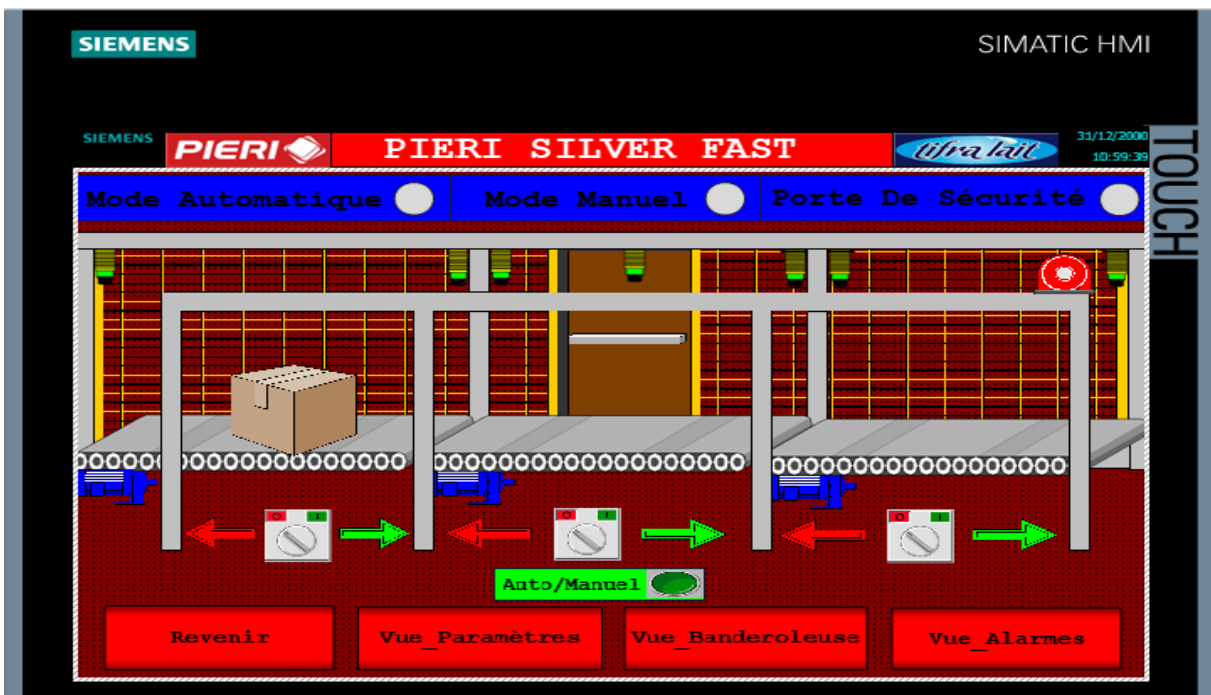 SIEMENS
SIMATIC HMI
SIEMENS
PIERI
PIERI SILVER FAST
tifra lait
31/12/2000
10:59:39
TOUCH
Mode Automatique
Mode Manuel
Porte De Sécurité
O I
O I
O I
Auto/Manuel
Revenir
Vue_Paramètres
Vue_Banderoleuse
Vue_Alarmes